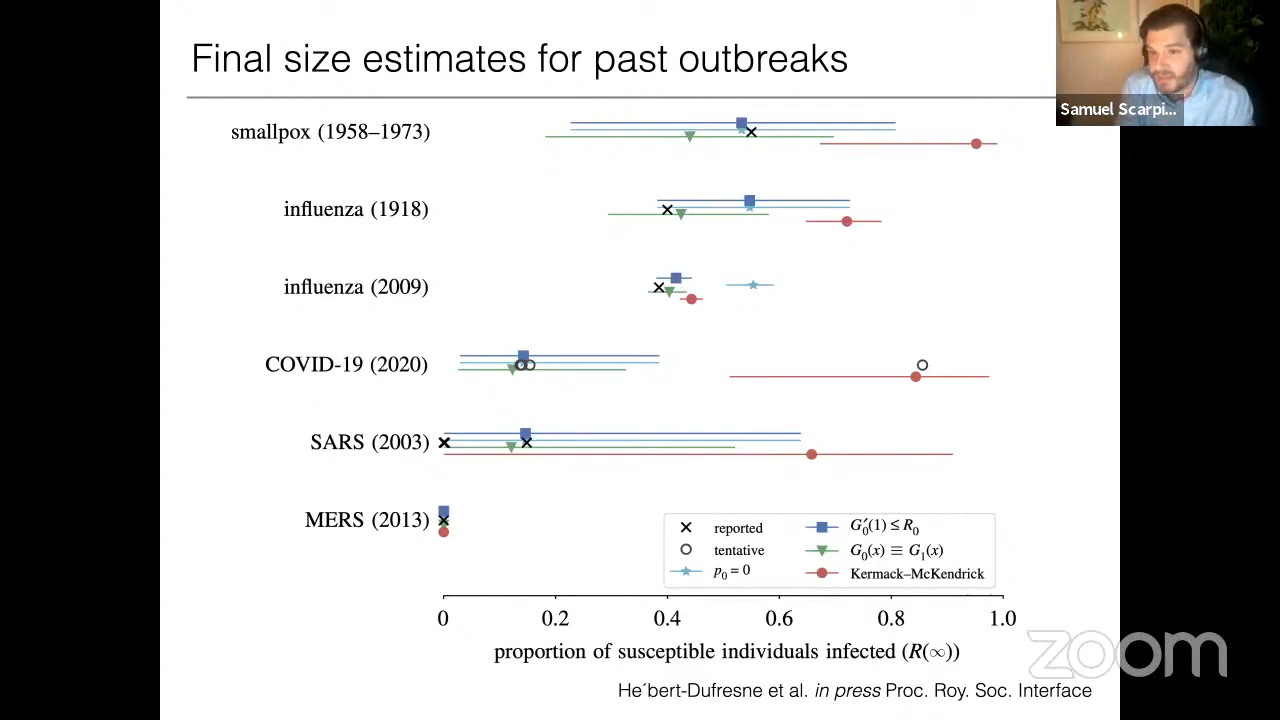 Final size estimates for past outbreaks
Samuel Scarpi...
smallpox (1958–1973)
influenza (1918)
influenza (2009)
COVID-19 (2020)
SARS (2003)
MERS (2013)
reported
tentative
p₀ = 0
G₀′(1) ≤ R₀
G₀(x) ≡ G₁(x)
Kermack–McKendrick
0 0.2 0.4 0.6 0.8 1.0
proportion of susceptible individuals infected (R(∞))
zoom
He´bert-Dufresne et al. in press Proc. Roy. Soc. Interface